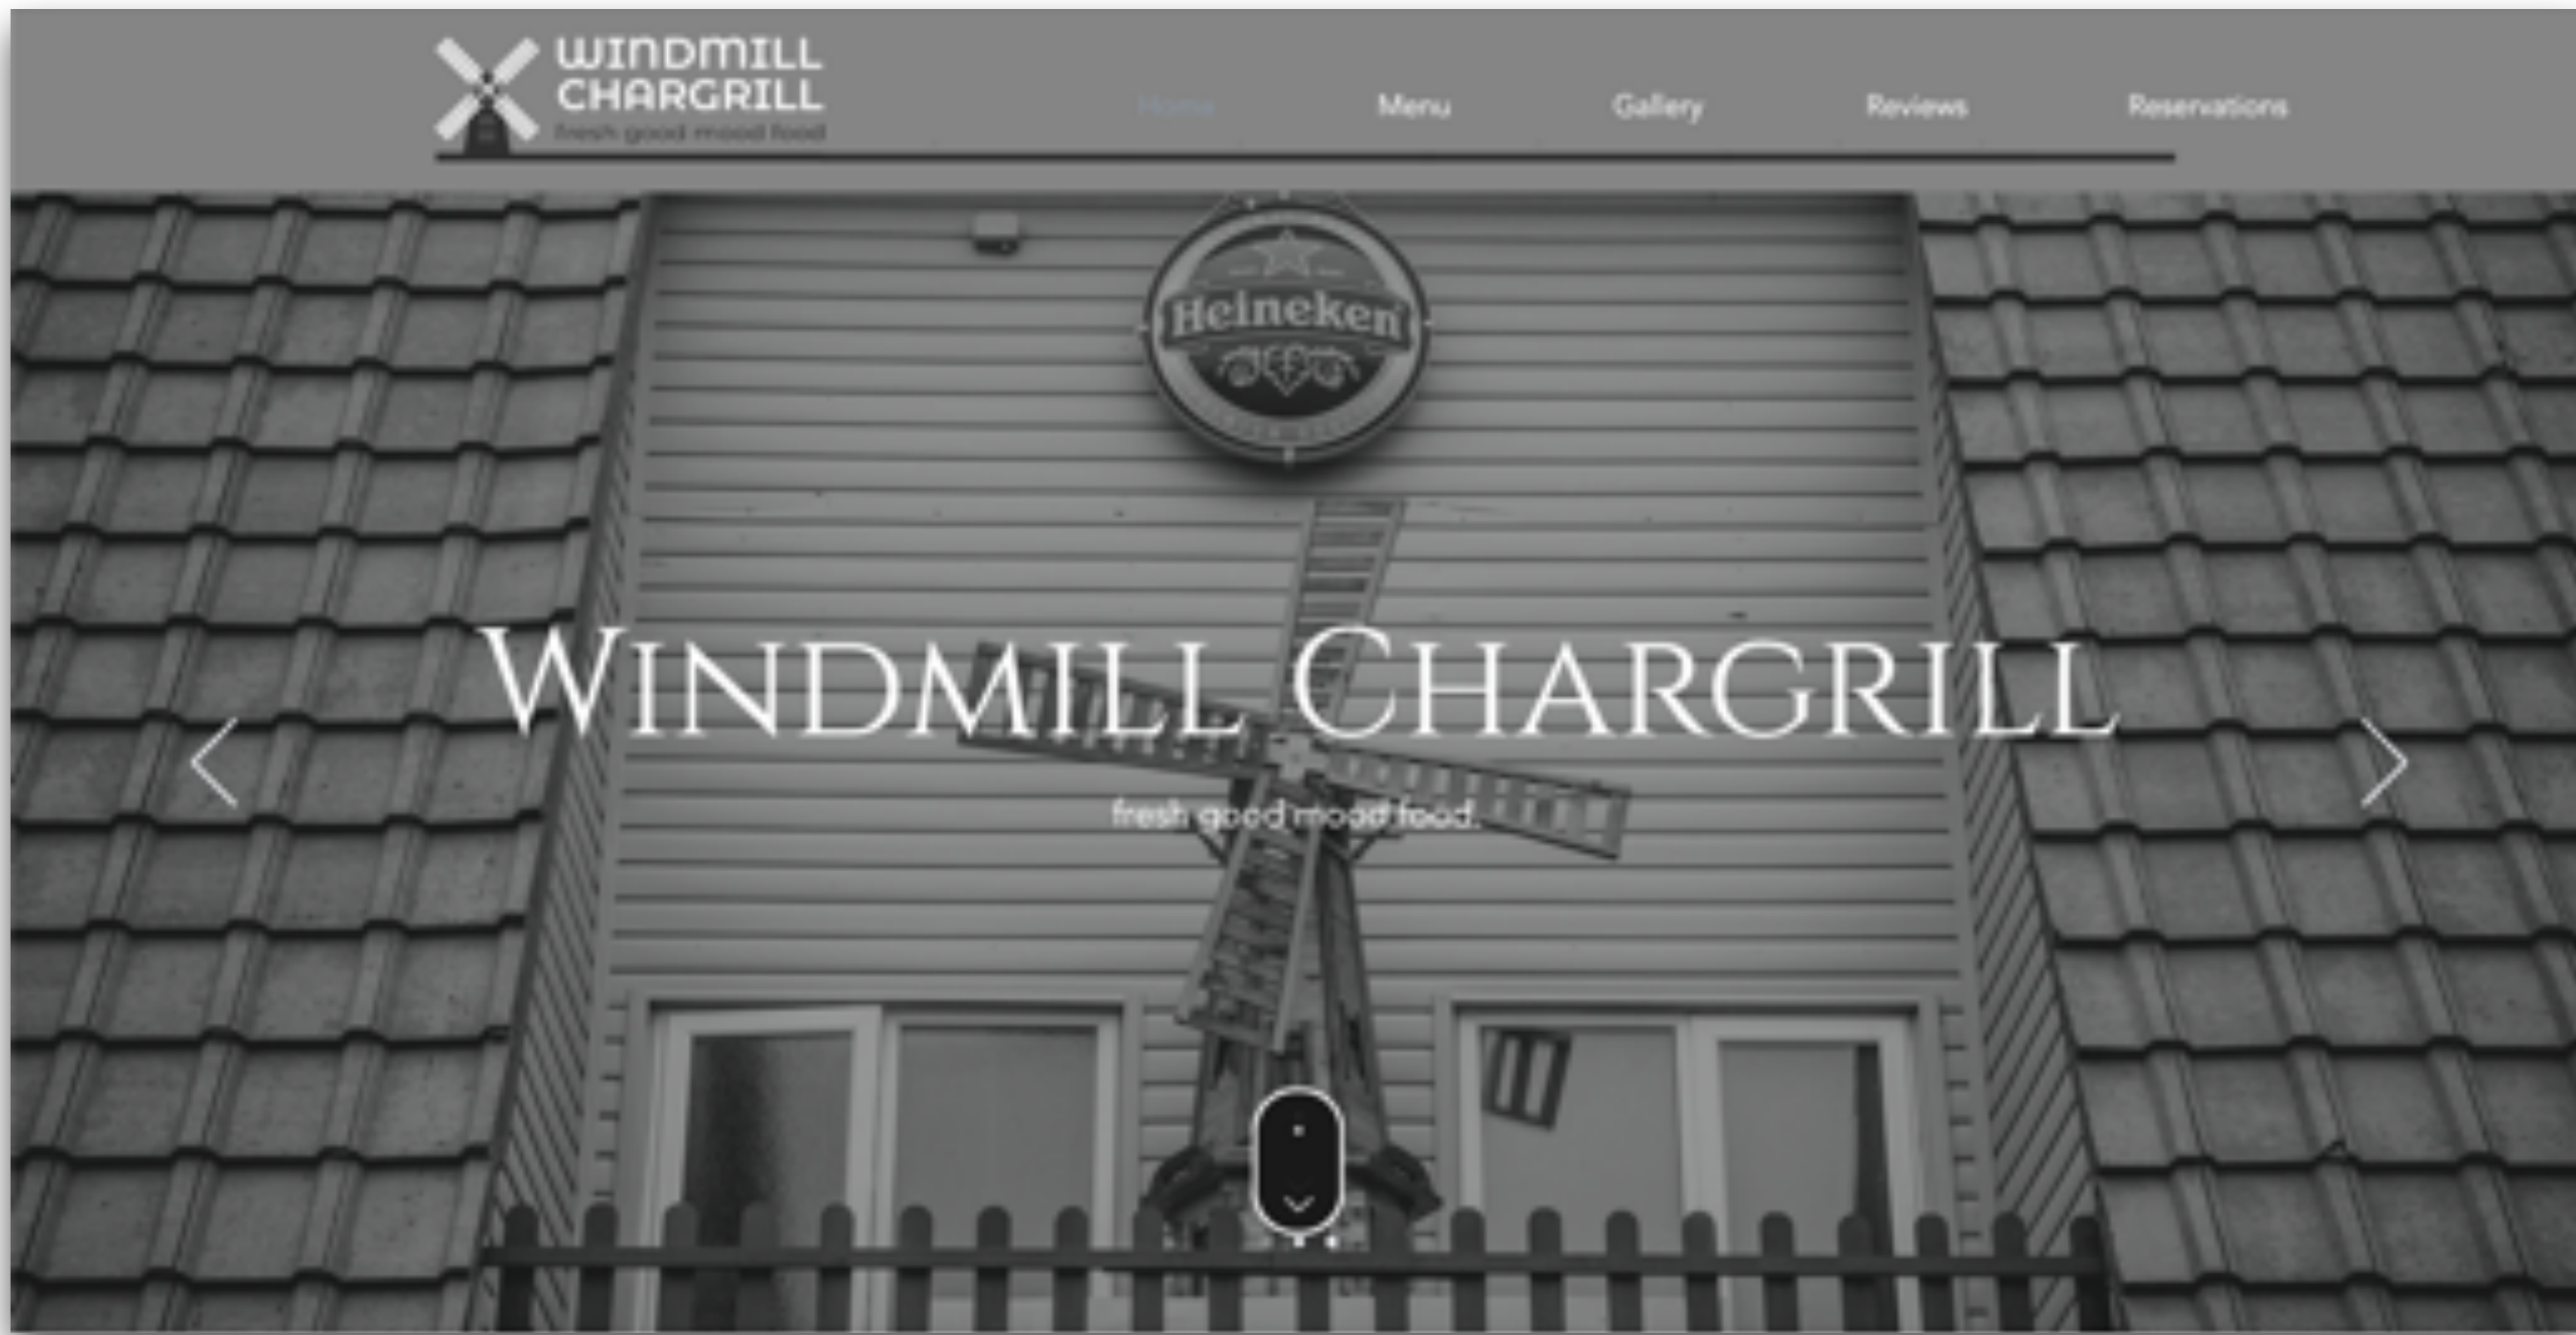 WINDMILL
CHARGRILL
fresh good mood food
Home
Menu
Gallery
Reviews
Reservations
Heineken
WINDMILL CHARGRILL
fresh good mood food.